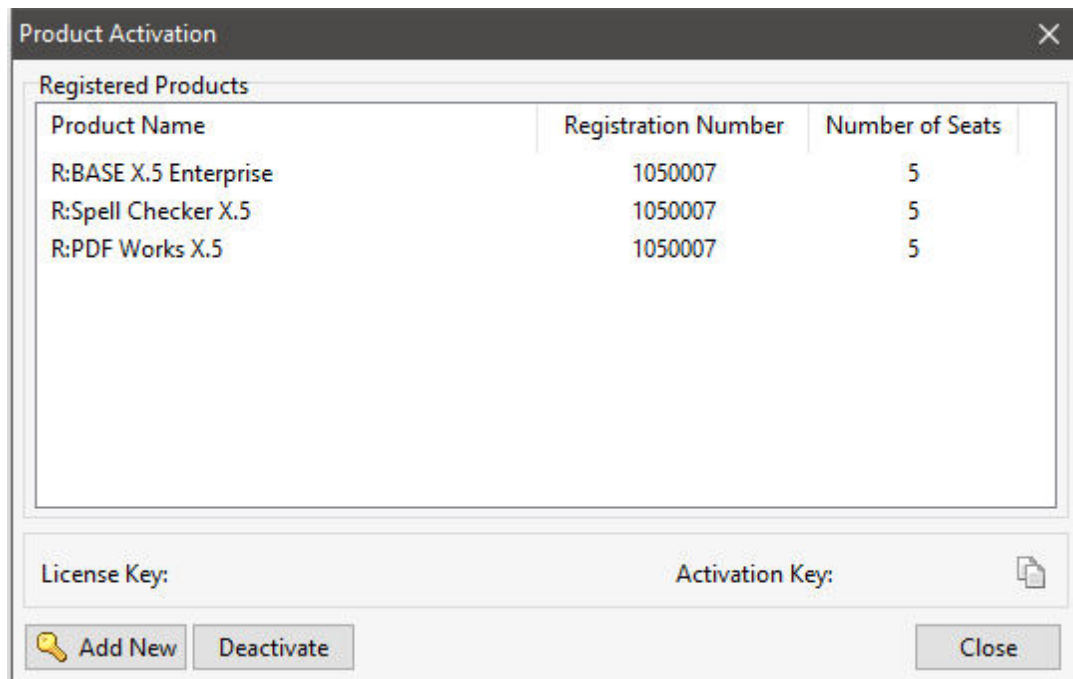 Product Activation
Registered Products
Product Name Registration Number Number of Seats
R:BASE X.5 Enterprise 1050007 5
R:Spell Checker X.5 1050007 5
R:PDF Works X.5 1050007 5
License Key: Activation Key:
Add New Deactivate Close